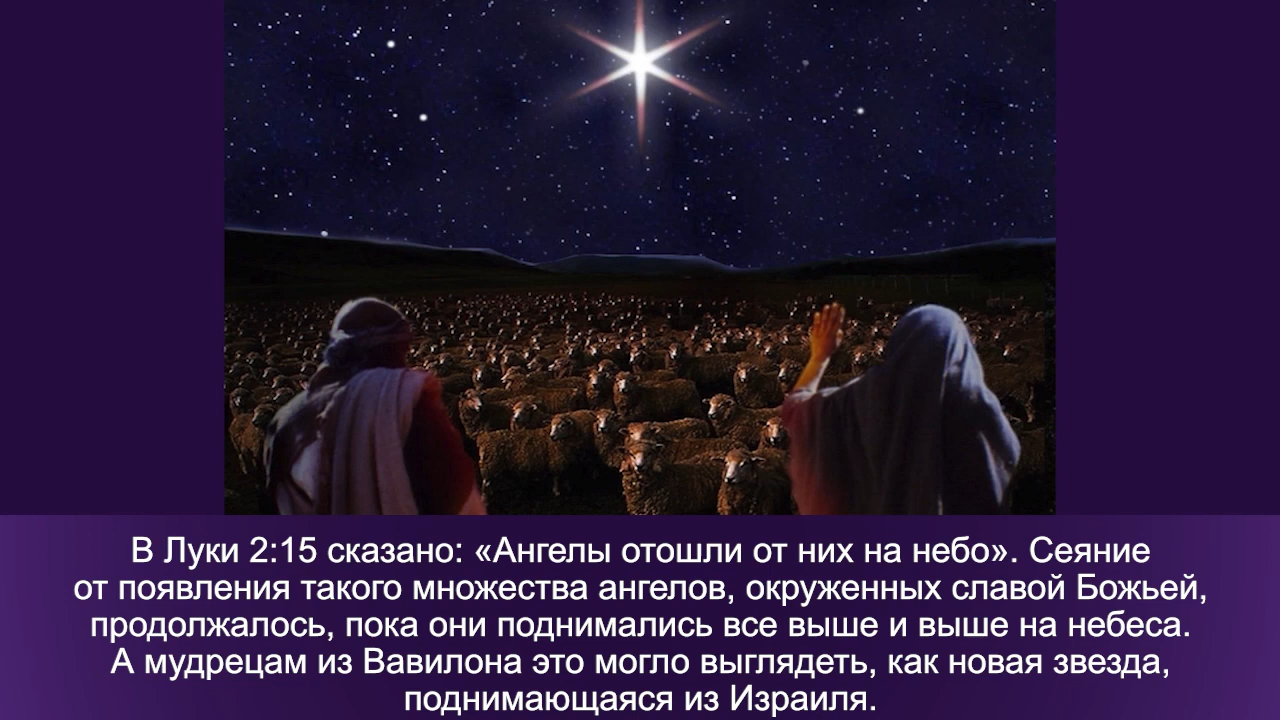 В Луки 2:15 сказано: «Ангелы отошли от них на небо». Сеяние
от появления такого множества ангелов, окруженных славой Божьей,
продолжалось, пока они поднимались все выше и выше на небеса.
А мудрецам из Вавилона это могло выглядеть, как новая звезда,
поднимающаяся из Израиля.